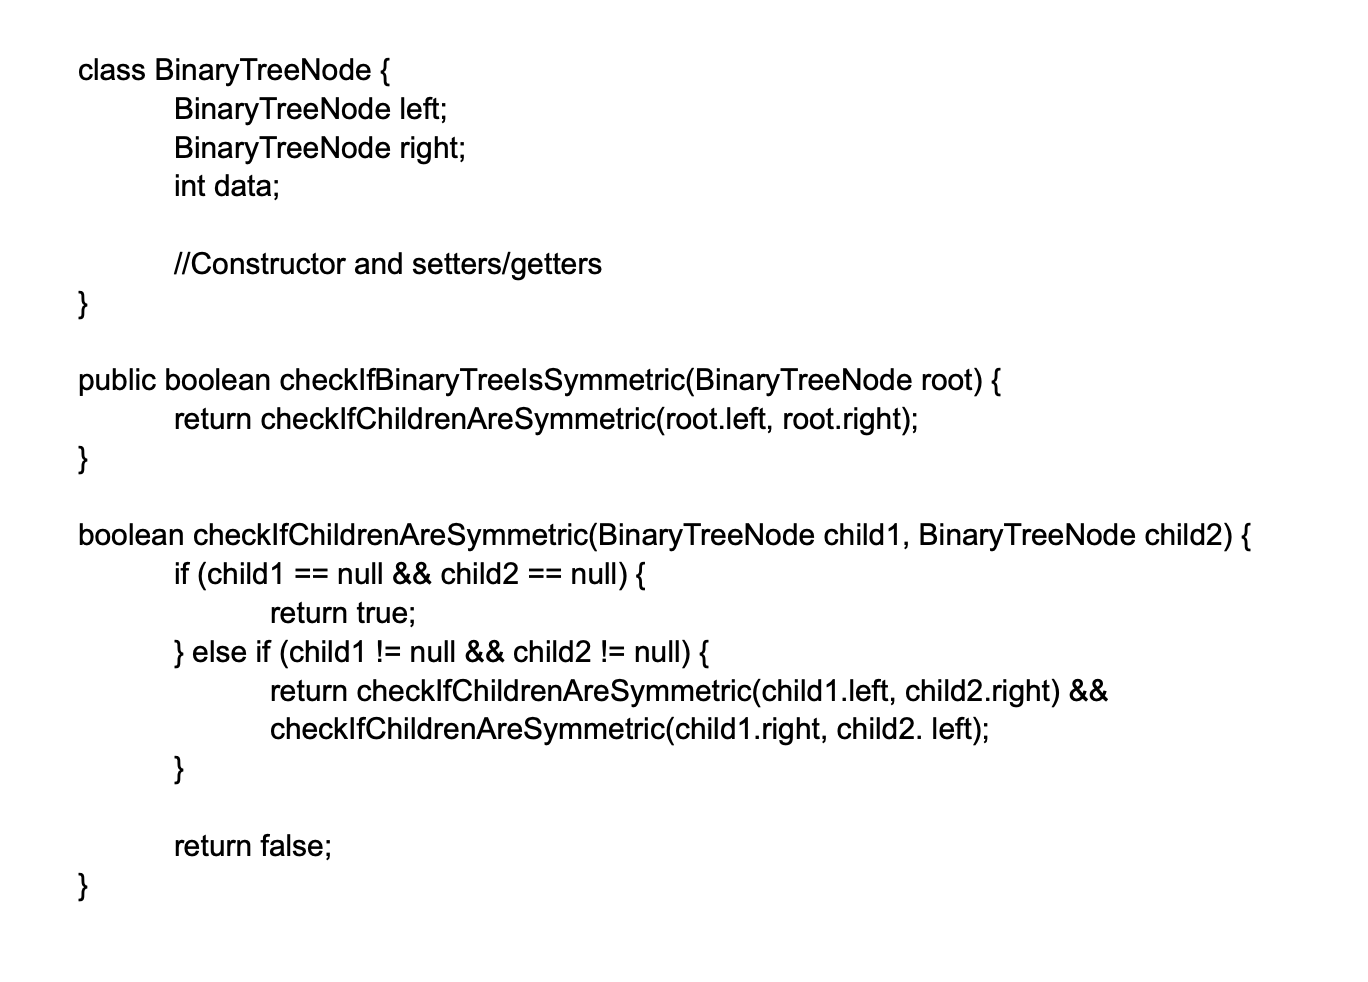 class BinaryTreeNode {
BinaryTreeNode left;
BinaryTreeNode right;
int data;
//Constructor and setters/getters
}
public boolean checkIfBinaryTreeIsSymmetric(BinaryTreeNode root) {
return checkIfChildrenAreSymmetric(root.left, root.right);
}
boolean checkIfChildrenAreSymmetric(BinaryTreeNode child1, BinaryTreeNode child2) {
if (child1 == null && child2 == null) {
return true;
} else if (child1 != null && child2 != null) {
return checkIfChildrenAreSymmetric(child1.left, child2.right) &&
checkIfChildrenAreSymmetric(child1.right, child2. left);
}
return false;
}